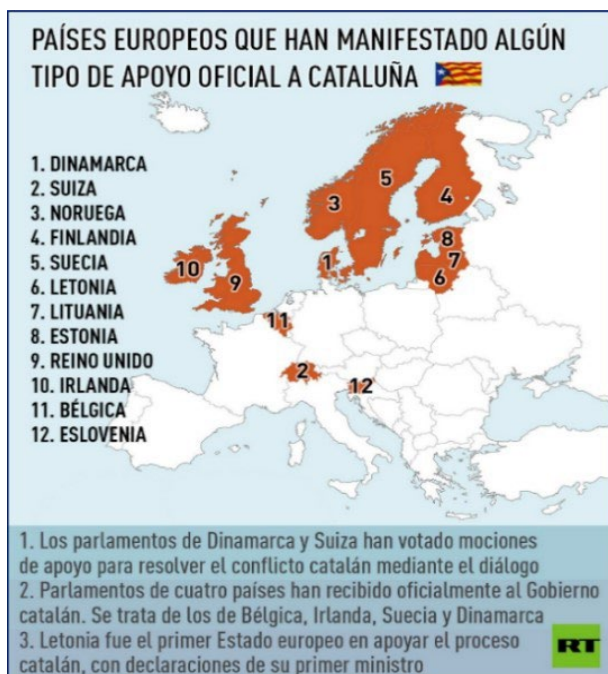 PAÍSES EUROPEOS QUE HAN MANIFESTADO ALGÚN
TIPO DE APOYO OFICIAL A CATALUÑA
1. DINAMARCA
2. SUIZA
3. NORUEGA
4. FINLANDIA
5. SUECIA
6. LETONIA
7. LITUANIA
8. ESTONIA
9. REINO UNIDO
10. IRLANDA
11. BÉLGICA
12. ESLOVENIA
5
3
4
8
10
9
1
7
6
11
2
12
1. Los parlamentos de Dinamarca y Suiza han votado mociones
de apoyo para resolver el conflicto catalán mediante el diálogo
2. Parlamentos de cuatro países han recibido oficialmente al Gobierno
catalán. Se trata de los de Bélgica, Irlanda, Suecia y Dinamarca
3. Letonia fue el primer Estado europeo en apoyar el proceso
catalán, con declaraciones de su primer ministro
RT